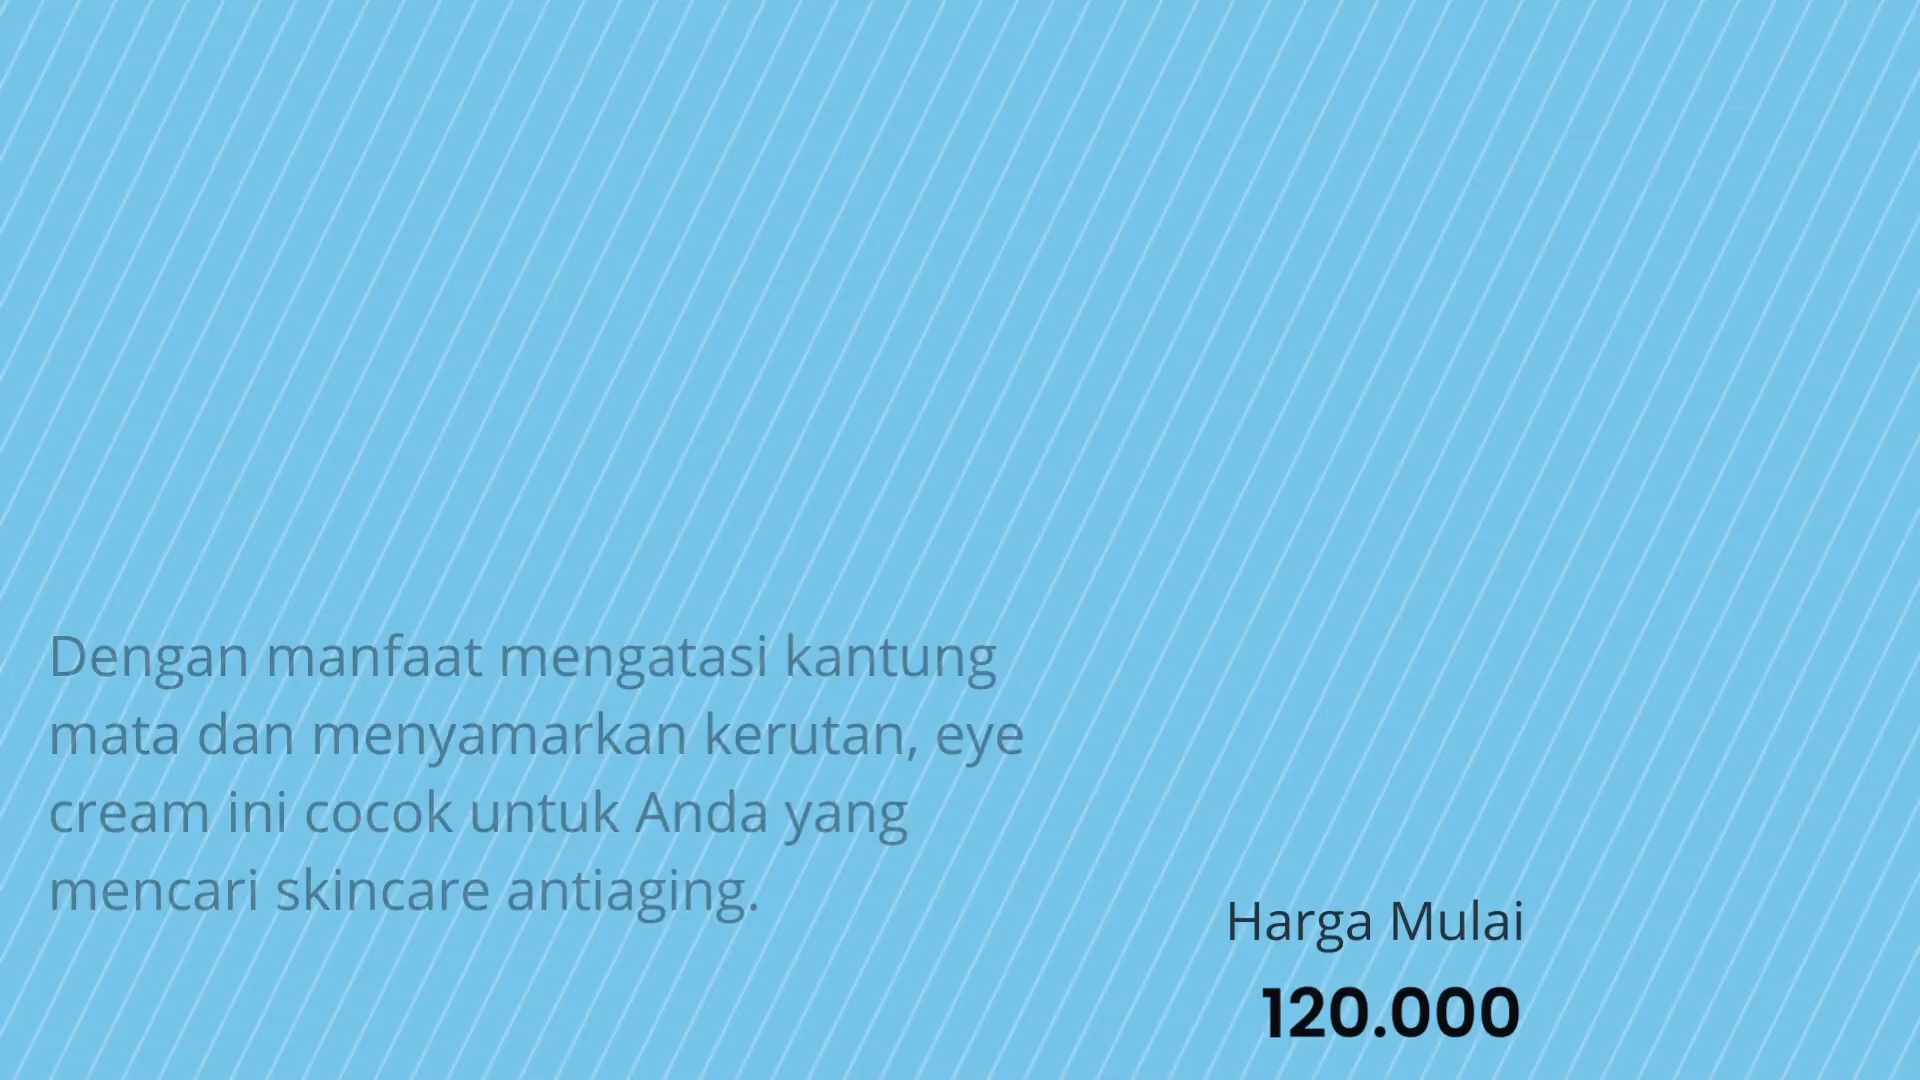 Dengan manfaat mengatasi kantung
mata dan menyamarkan kerutan, eye
cream ini cocok untuk Anda yang
mencari skincare antiaging.
Harga Mulai
120.000